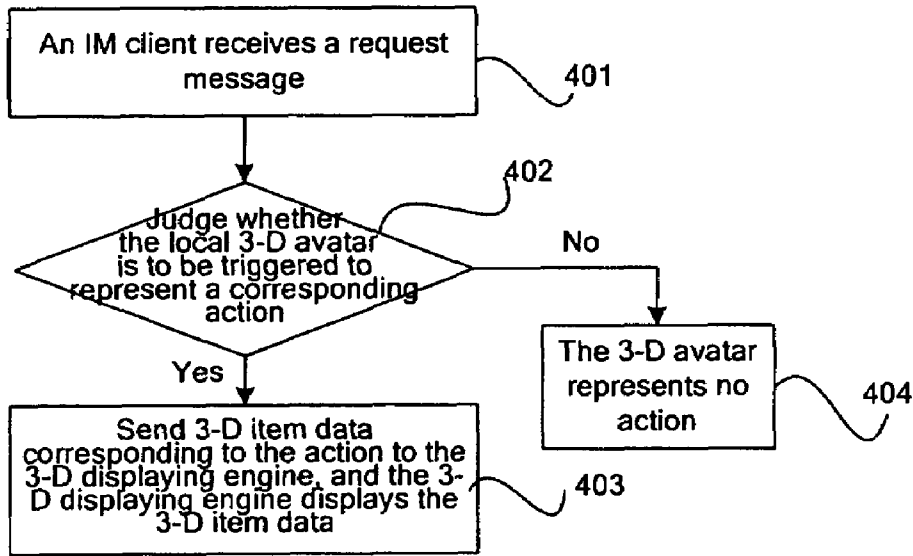 An IM client receives a request
message
401
402
Judge whether
the local 3-D avatar
is to be triggered to
represent a corresponding
action
No
Yes
The 3-D avatar
represents no
action
404
Send 3-D item data
corresponding to the action to the
3-D displaying engine, and the 3-
D displaying engine displays the
3-D item data
403